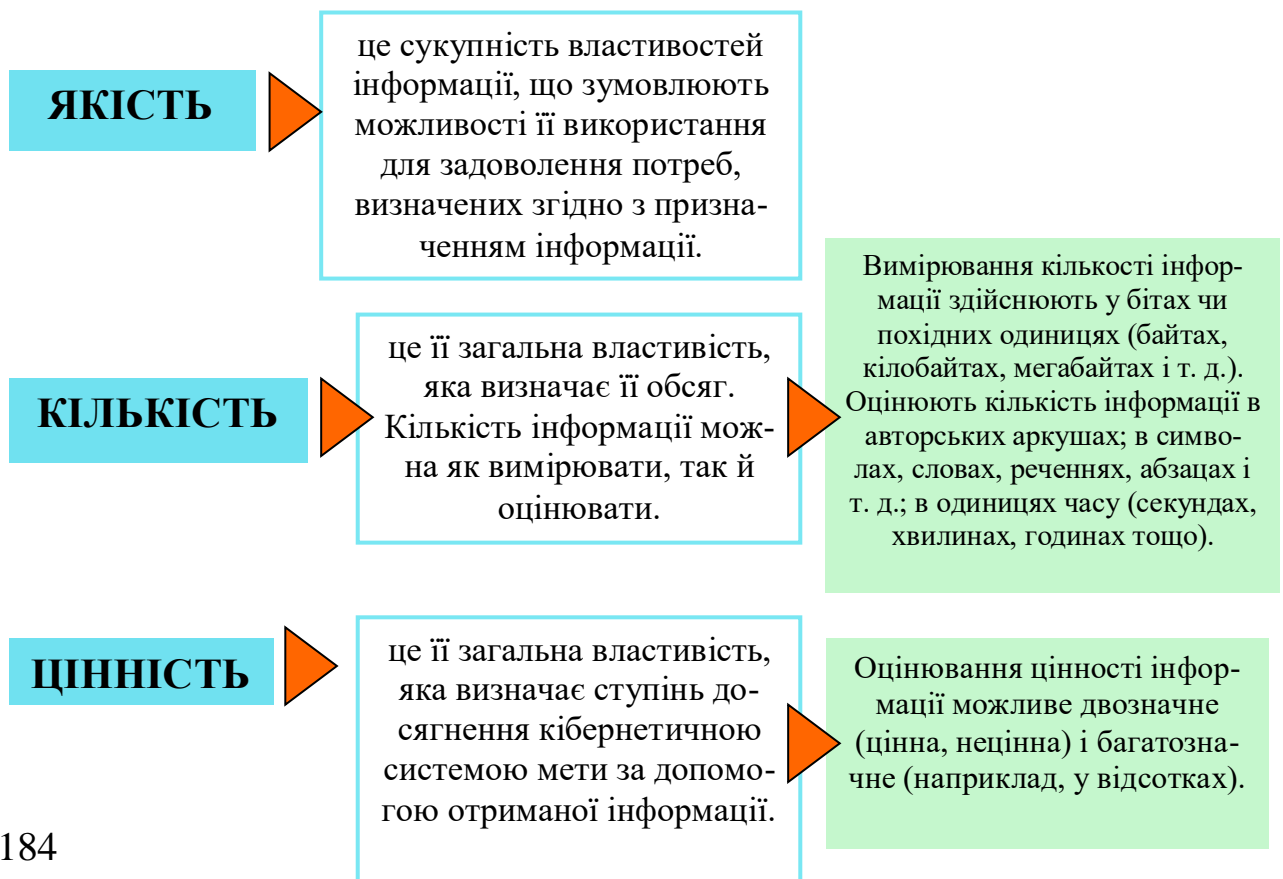 ЯКІСТЬ
це сукупність властивостей
інформації, що зумовлюють
можливості її використання
для задоволення потреб,
визначених згідно з призна-
ченням інформації.
КІЛЬКІСТЬ
це її загальна властивість,
яка визначає її обсяг.
Кількість інформації мож-
на як вимірювати, так й
оцінювати.
Вимірювання кількості інфор-
мації здійснюють у бітах чи
похідних одиницях (байтах,
кілобайтах, мегабайтах і т. д.).
Оцінюють кількість інформації в
авторських аркушах; в симво-
лах, словах, реченнях, абзацах і
т. д.; в одиницях часу (секундах,
хвилинах, годинах тощо).
ЦІННІСТЬ
це її загальна властивість,
яка визначає ступінь до-
сягнення кібернетичною
системою мети за допомо-
гою отриманої інформації.
Оцінювання цінності інфор-
мації можливе двозначне
(цінна, нецінна) і багатозна-
чне (наприклад, у відсотках).
184